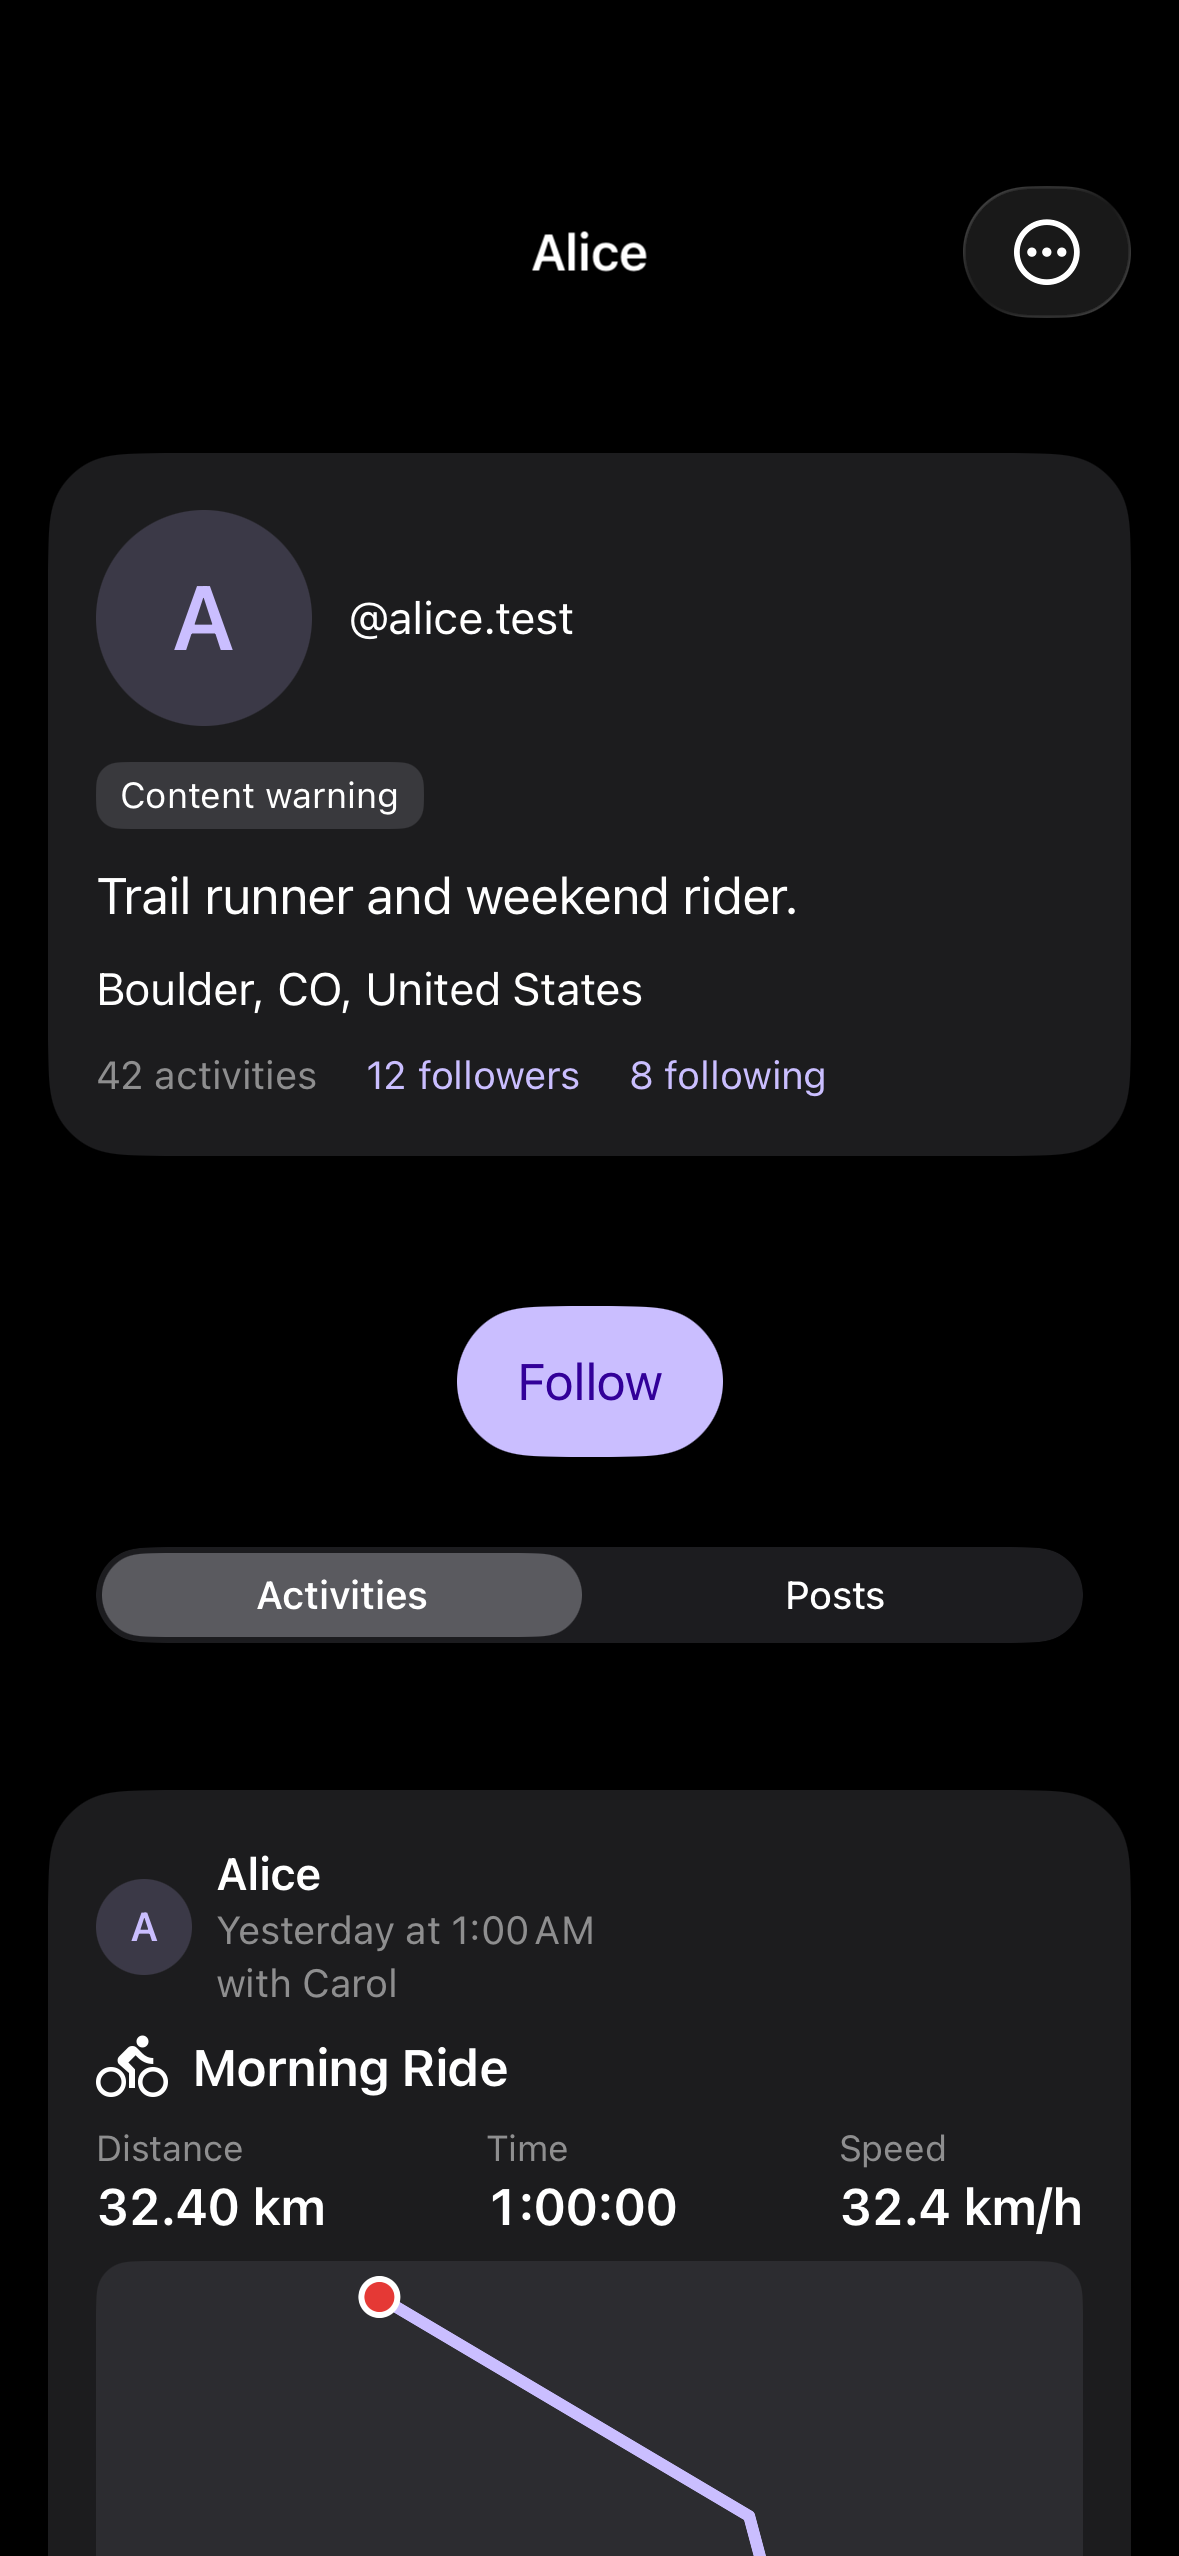 Alice
A
@alice.test
Content warning
Trail runner and weekend rider.
Boulder, CO, United States
42 activities 12 followers 8 following
Follow
Activities Posts
Alice
A
Yesterday at 1:00 AM
with Carol
Morning Ride
Distance Time Speed
32.40 km 1:00:00 32.4 km/h